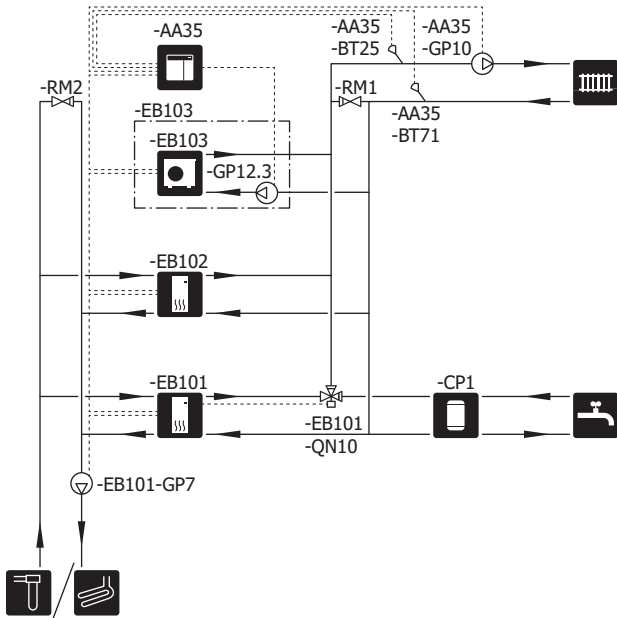 -AA35
-AA35
-BT25
-AA35
-GP10
-RM2
-RM1
-EB103
-AA35
-BT71
-EB103
-GP12.3
-EB102
-EB101
-CP1
-EB101
-QN10
-EB101-GP7